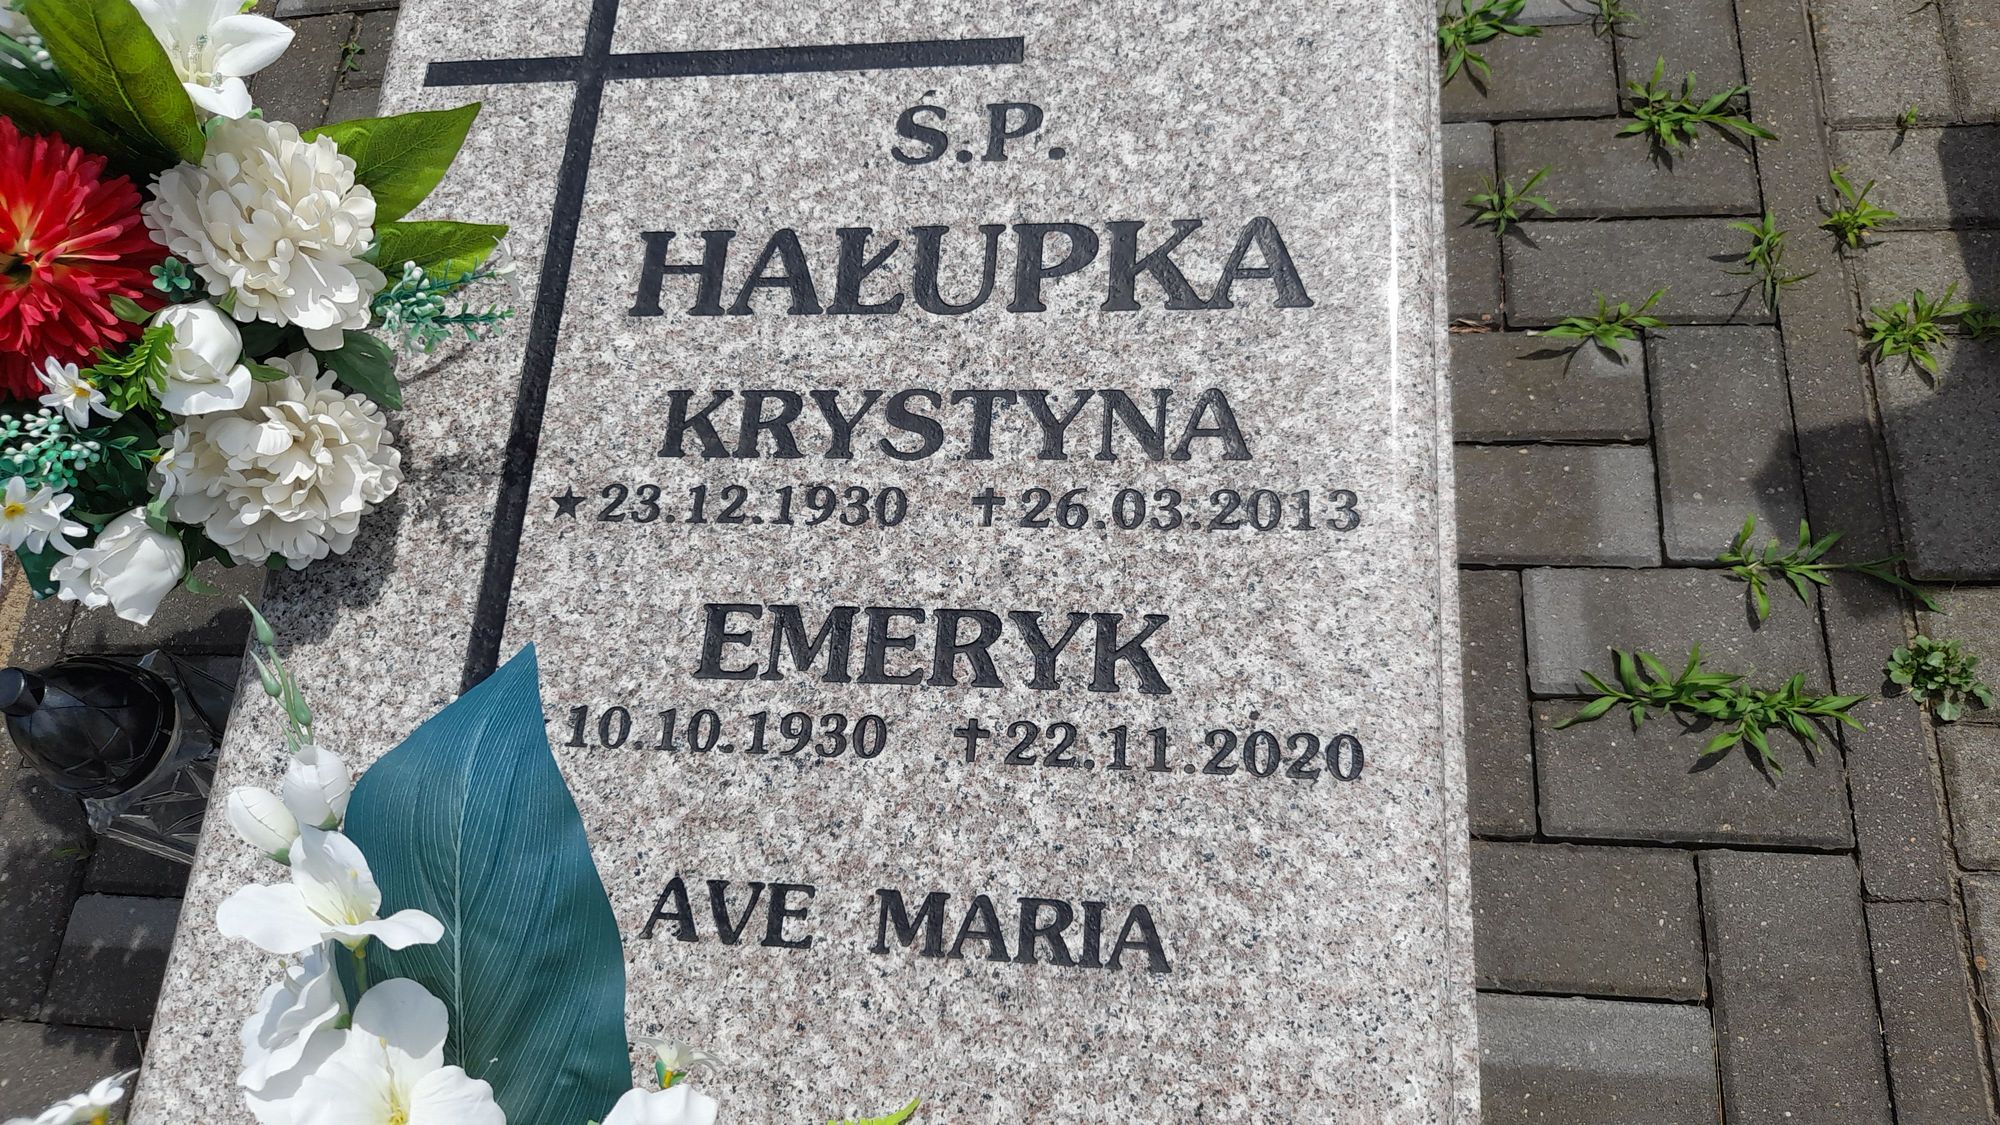 Ś.P.
HAŁUPKA
KRYSTYNA
★23.12.1930 ✝26.03.2013
EMERYK
10.10.1930 ✝22.11.2020
AVE MARIA